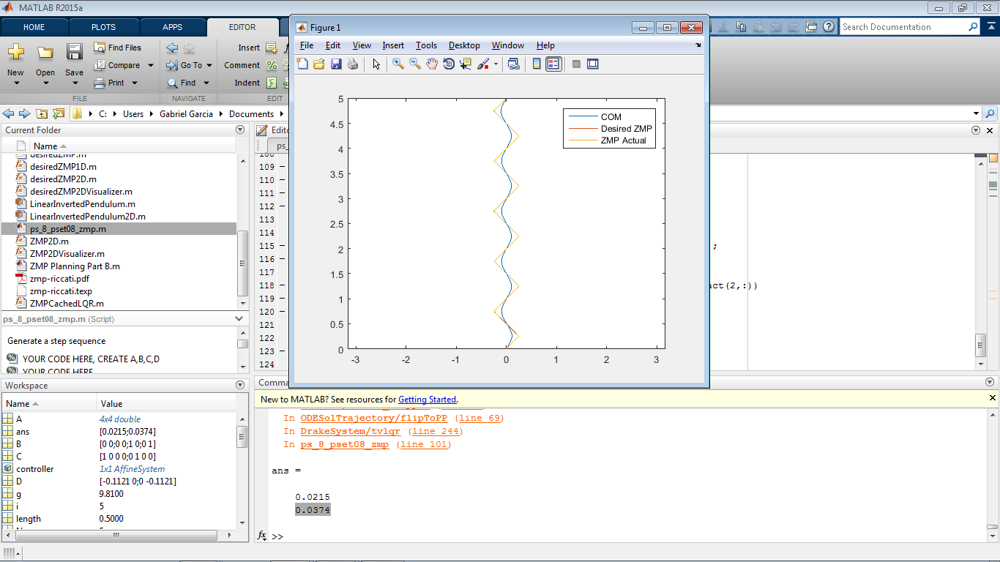 MATLAB R2015a
HOME PLOTS APPS EDITOR
Search Documentation
New Open Save
Find Files
Compare
Print
Go To
Find
Insert
Comment
Indent
FILE NAVIGATE EDIT
C: Users Gabriel Garcia Documents
Current Folder
Name
desiredZMP.m
desiredZMP1D.m
desiredZMP2D.m
desiredZMP2DVisualizer.m
LinearInvertedPendulum.m
LinearInvertedPendulum2D.m
ps_8_pset08_zmp.m
ZMP2D.m
ZMP2DVisualizer.m
ZMP Planning Part B.m
zmp-riccati.pdf
zmp-riccati.texp
ZMPCachedLQR.m
ps_8_pset08_zmp.m (Script)
Generate a step sequence
YOUR CODE HERE, CREATE A,B,C,D
YOUR CODE HERE
Workspace
Name Value
A 4x4 double
ans [0.0215;0.0374]
B [0 0;0 0;1 0;0 1]
C [1 0 0 0;0 1 0 0]
controller 1x1 AffineSystem
D [-0.1121 0;0 -0.1121]
g 9.8100
i 5
length 0.5000
ps_
108
109 –
110 –
111 –
112 –
113
114 –
115 –
116 –
117 –
118 –
119 –
120 –
121
122
123 –
124
;
act(2,:))
Figure 1
File Edit View Insert Tools Desktop Window Help
COM
Desired ZMP
ZMP Actual
5
4.5
4
3.5
3
2.5
2
1.5
1
0.5
0
-3 -2 -1 0 1 2 3
New to MATLAB? See resources for Getting Started.
In ODESolTrajectory/flipToPP (line 69)
In DrakeSystem/tvlqr (line 244)
In ps_8_pset08_zmp (line 101)
ans =
0.0215
0.0374
fx >>